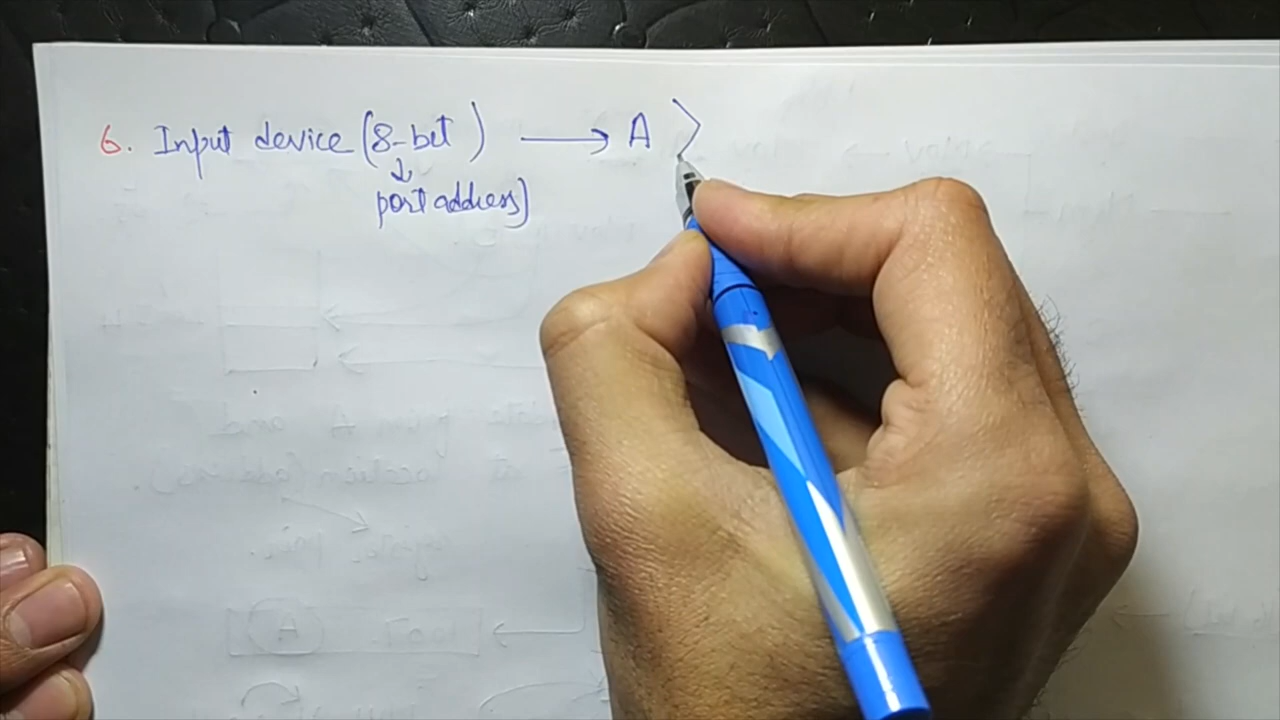 6. Input device (8-bit) → A
↓
port address)